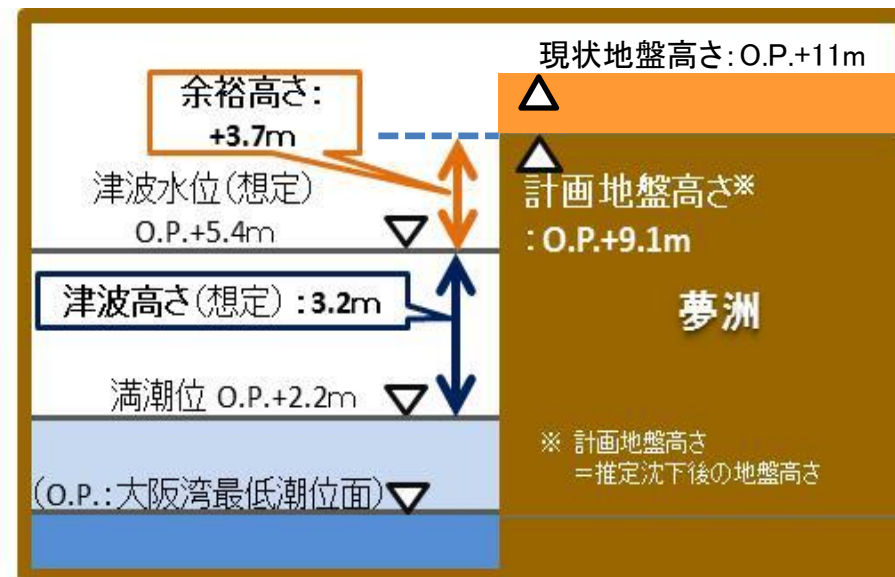 現状地盤高さ：O.P.+11m
余裕高さ：
+3.7m
津波水位（想定）
O.P.+5.4m
計画地盤高さ※
：O.P.+9.1m
津波高さ（想定）：3.2m
夢洲
満潮位 O.P.+2.2m
※ 計画地盤高さ
＝推定沈下後の地盤高さ
（O.P.：大阪湾最低潮位面）